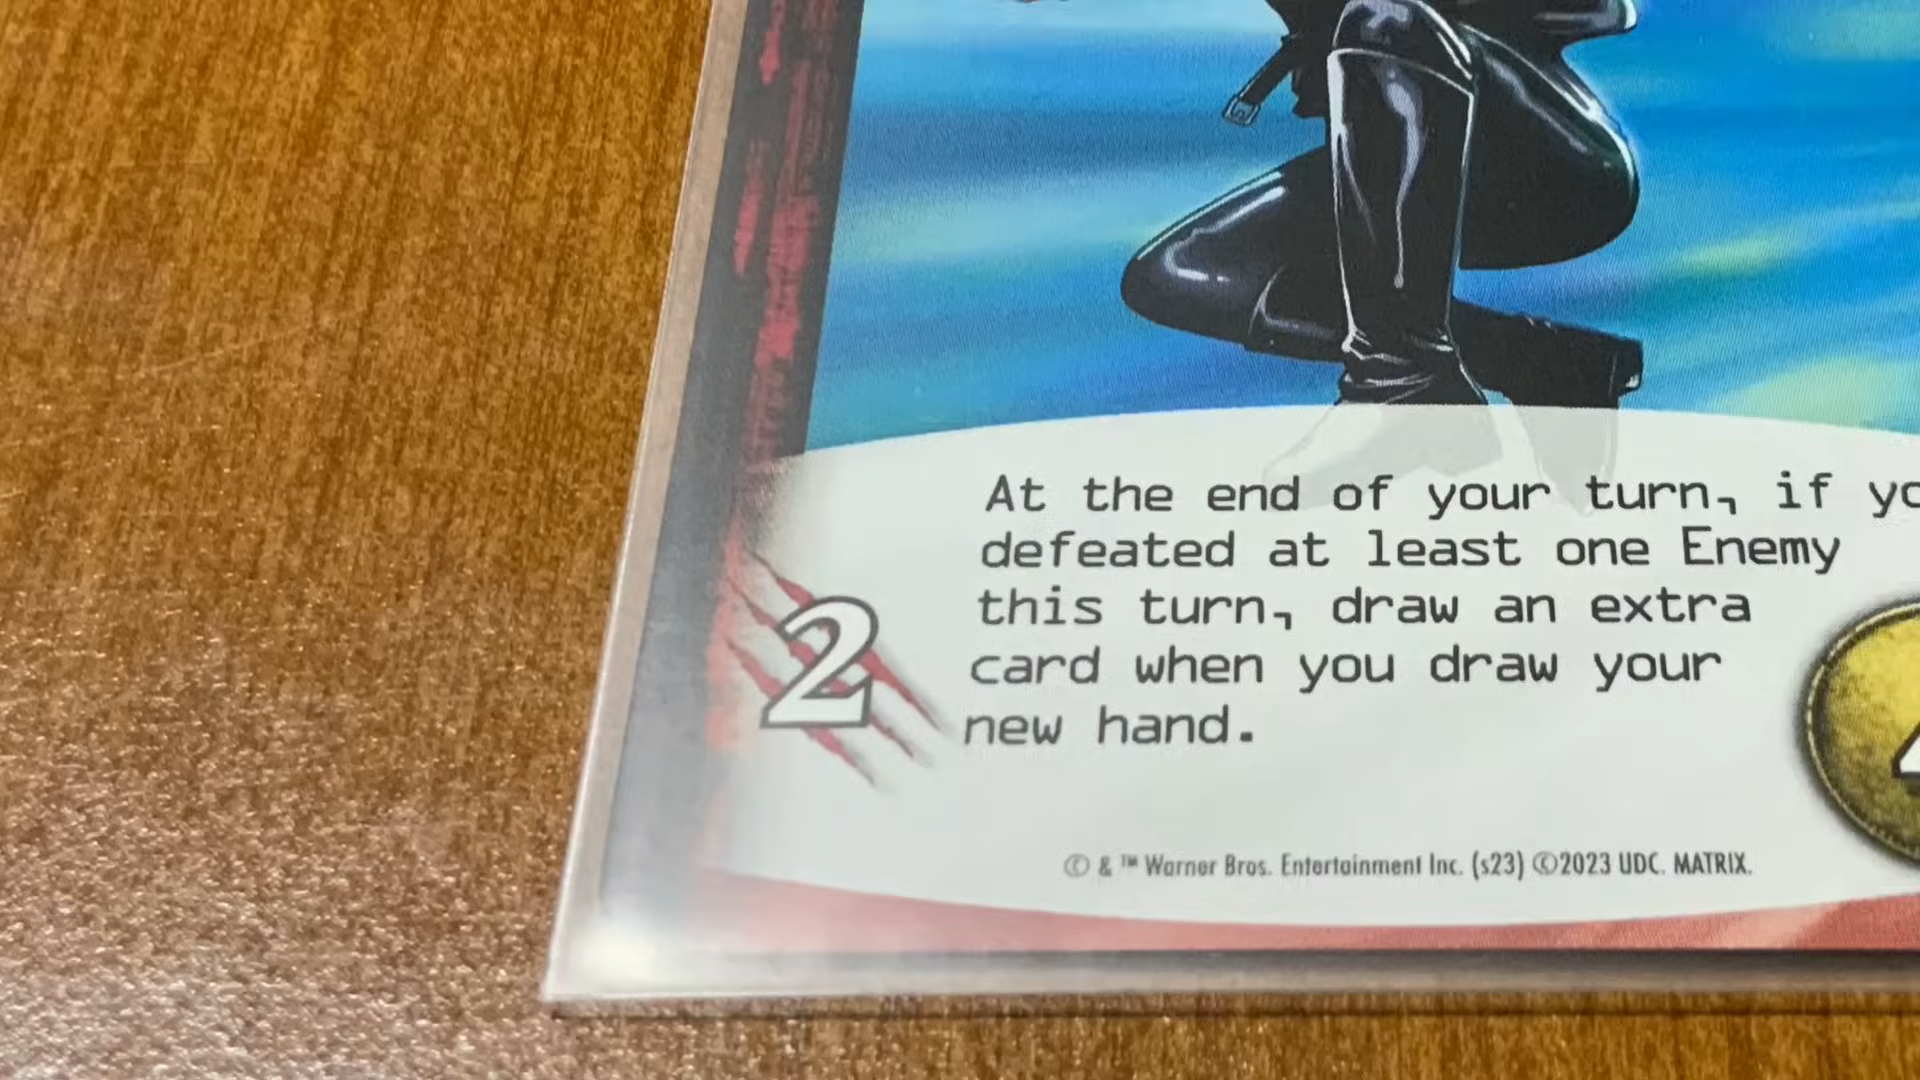 At the end of your turn, if yo
defeated at least one Enemy
this turn, draw an extra
card when you draw your
new hand.
2
© & ™ Warner Bros. Entertainment Inc. (s23) ©2023 UDC. MATRIX.